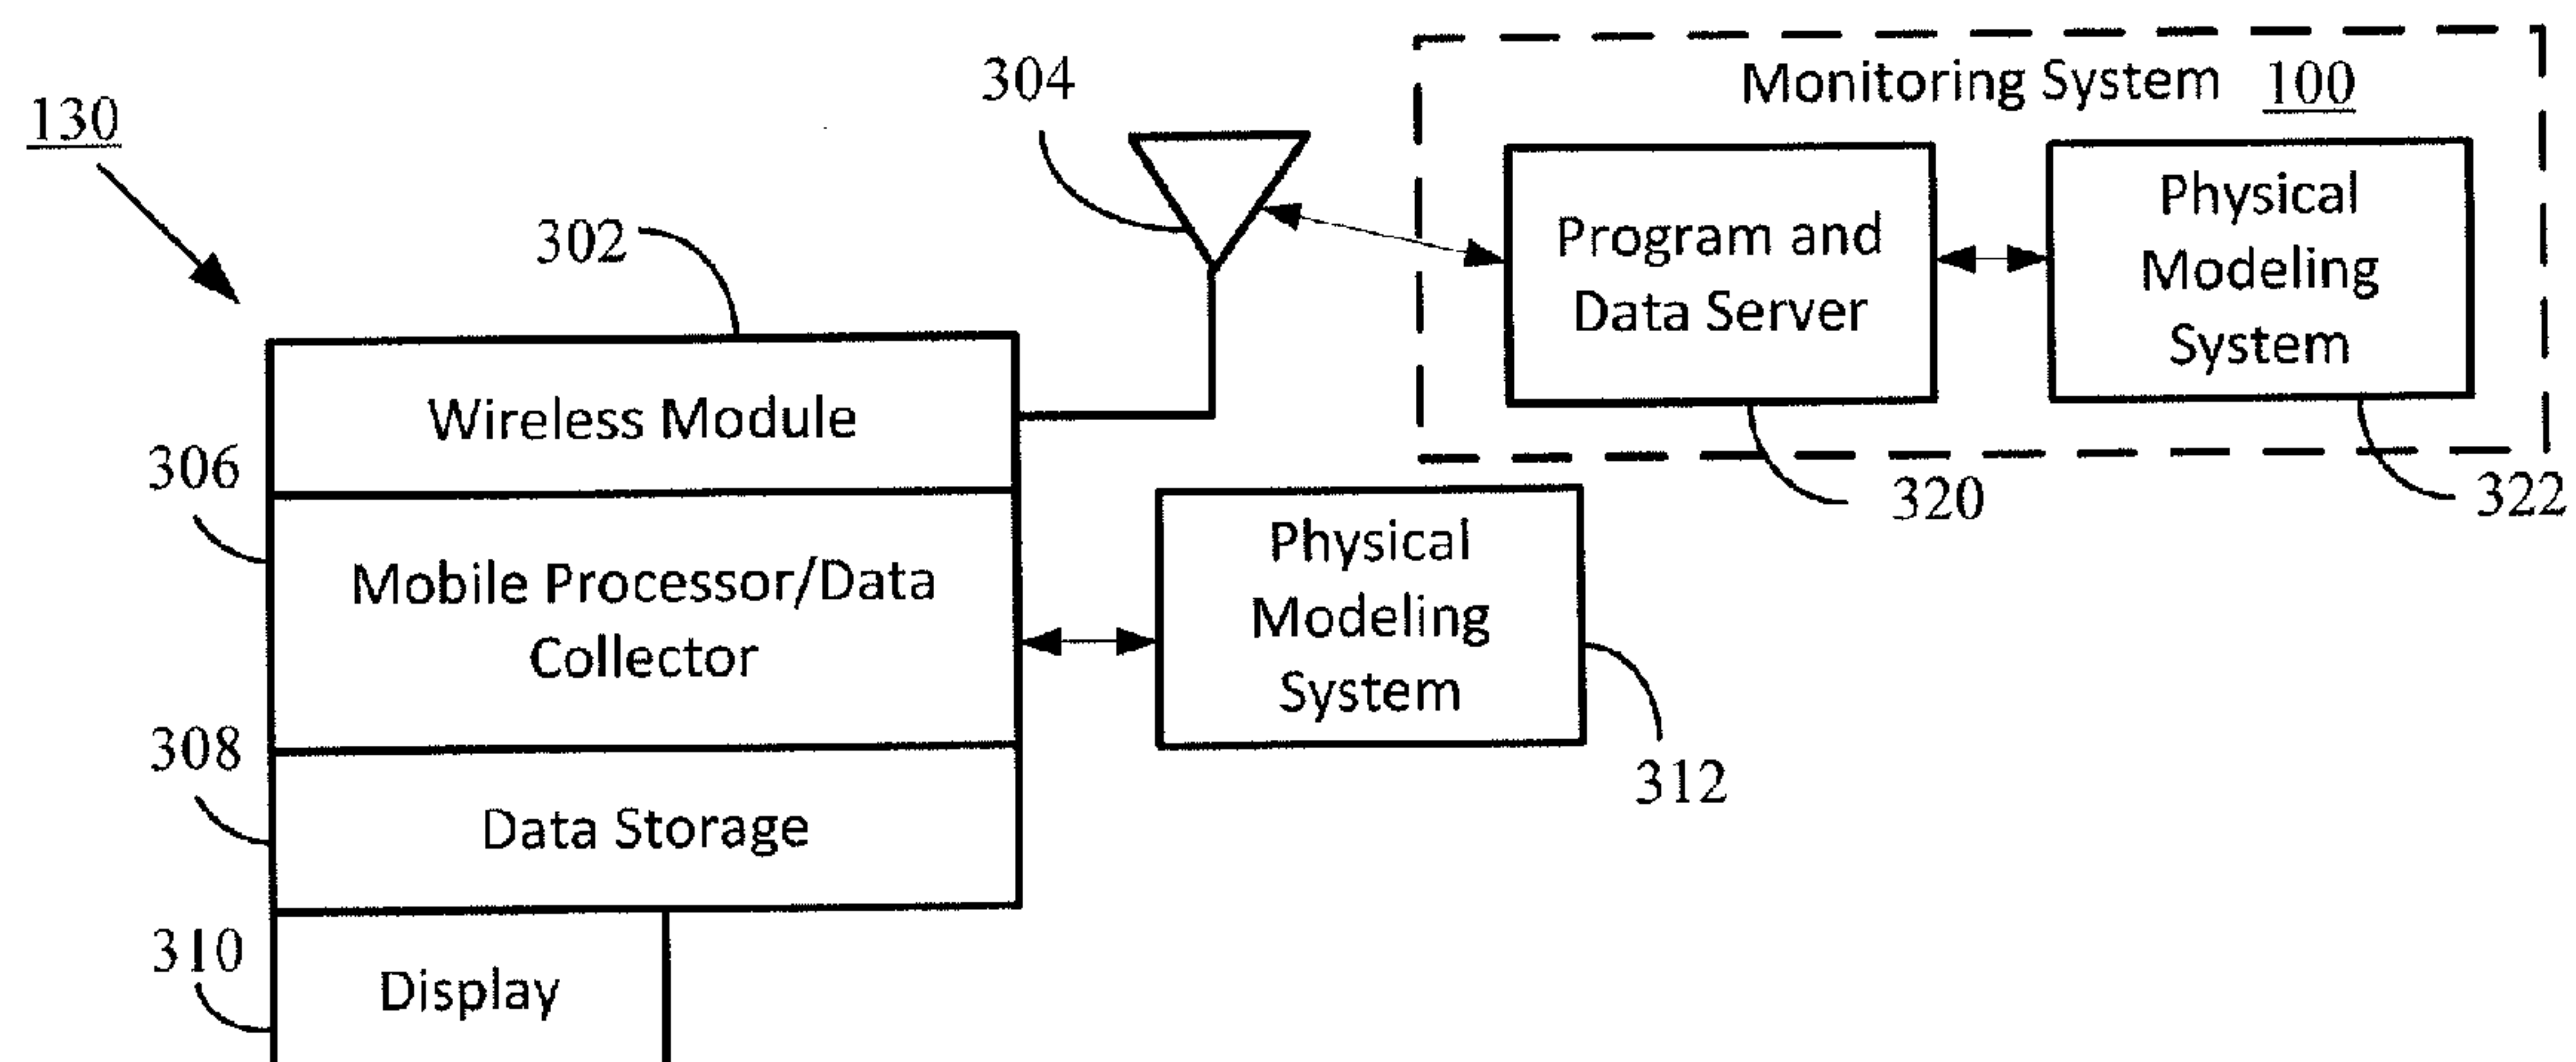 304
Monitoring System 100
130
302
Program and
Data Server
Physical
Modeling
System
Wireless Module
306
320
322
Mobile Processor/Data
Collector
Physical
Modeling
System
308
312
Data Storage
310
Display